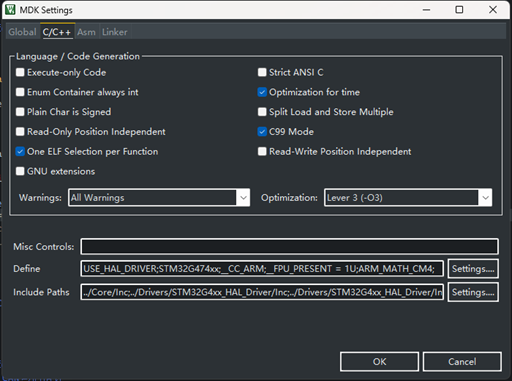 MDK Settings
Global C/C++ Asm Linker
Language / Code Generation
Execute-only Code Strict ANSI C
Enum Container always int Optimization for time
Plain Char is Signed Split Load and Store Multiple
Read-Only Position Independent C99 Mode
One ELF Selection per Function Read-Write Position Independent
GNU extensions
Warnings: All Warnings Optimization: Lever 3 (-O3)
Misc Controls:
Define USE_HAL_DRIVER;STM32G474xx;__CC_ARM;__FPU_PRESENT = 1U;ARM_MATH_CM4; Settings....
Include Paths ../Core/Inc;../Drivers/STM32G4xx_HAL_Driver/Inc;../Drivers/STM32G4xx_HAL_Driver/In Settings....
OK Cancel